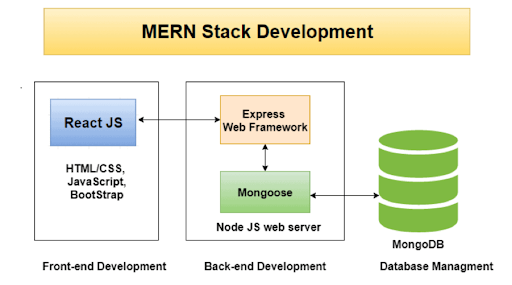 MERN Stack Development
React JS
HTML/CSS,
JavaScript,
BootStrap
Front-end Development
Express
Web Framework
Mongoose
Node JS web server
Back-end Development
MongoDB
Database Managment